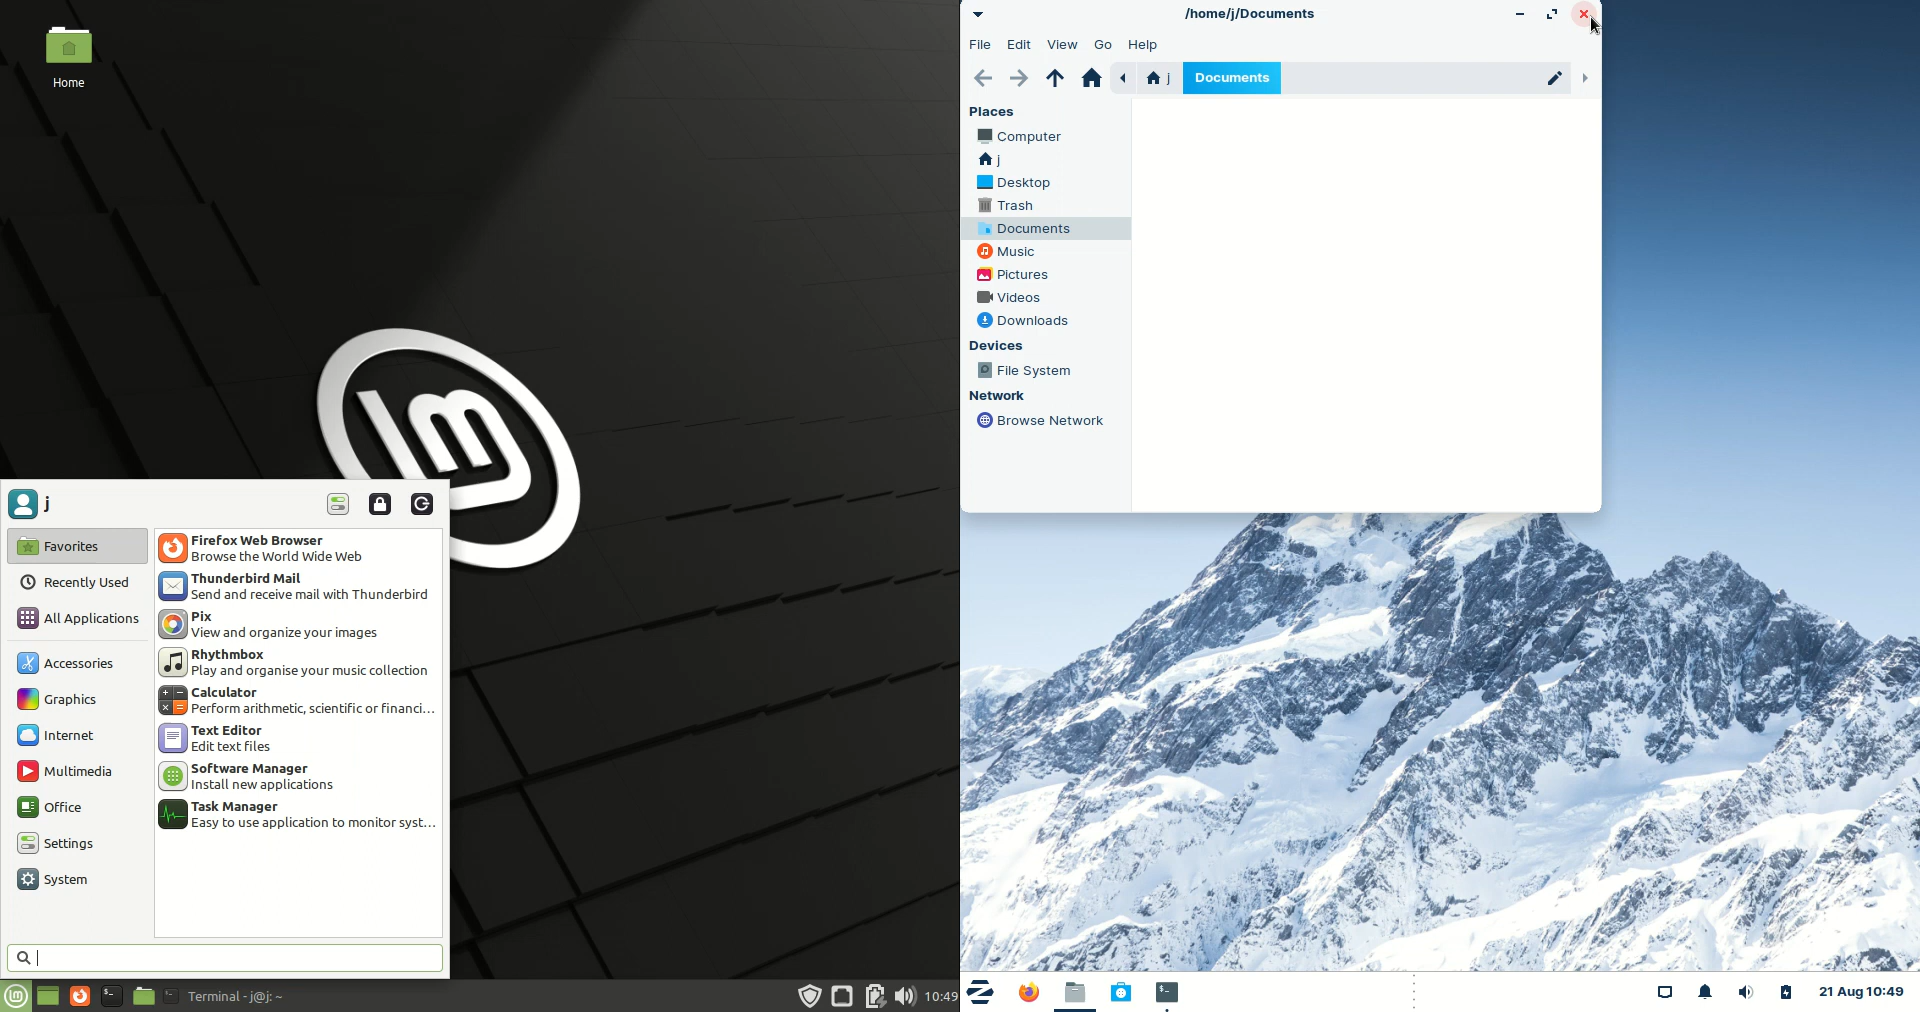 Home
j
Favorites
Recently Used
All Applications
Accessories
Graphics
Internet
Multimedia
Office
Settings
System
Firefox Web Browser
Browse the World Wide Web
Thunderbird Mail
Send and receive mail with Thunderbird
Pix
View and organize your images
Rhythmbox
Play and organise your music collection
Calculator
Perform arithmetic, scientific or financi...
Text Editor
Edit text files
Software Manager
Install new applications
Task Manager
Easy to use application to monitor syst...
Terminal - j@j: ~
10:49
/home/j/Documents
File Edit View Go Help
j Documents
Places
Computer
j
Desktop
Trash
Documents
Music
Pictures
Videos
Downloads
Devices
File System
Network
Browse Network
21 Aug 10:49